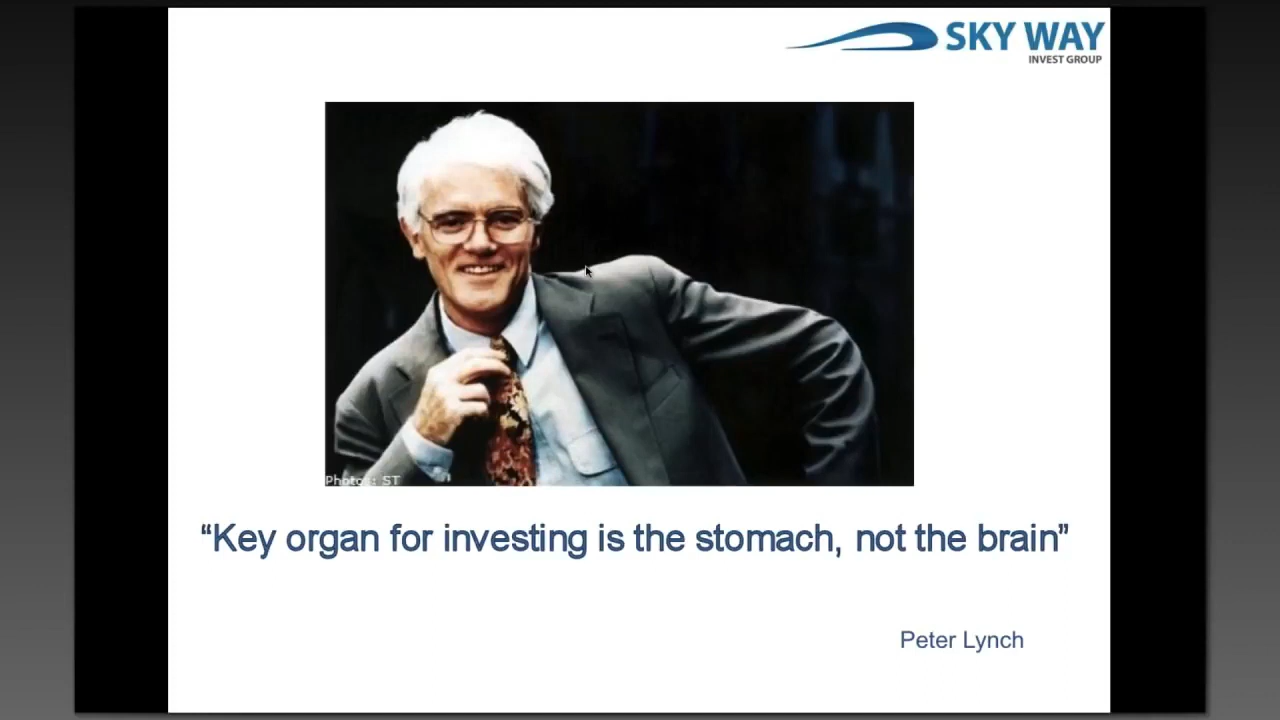 SKY WAY
INVEST GROUP
Photos: ST
“Key organ for investing is the stomach, not the brain”
Peter Lynch